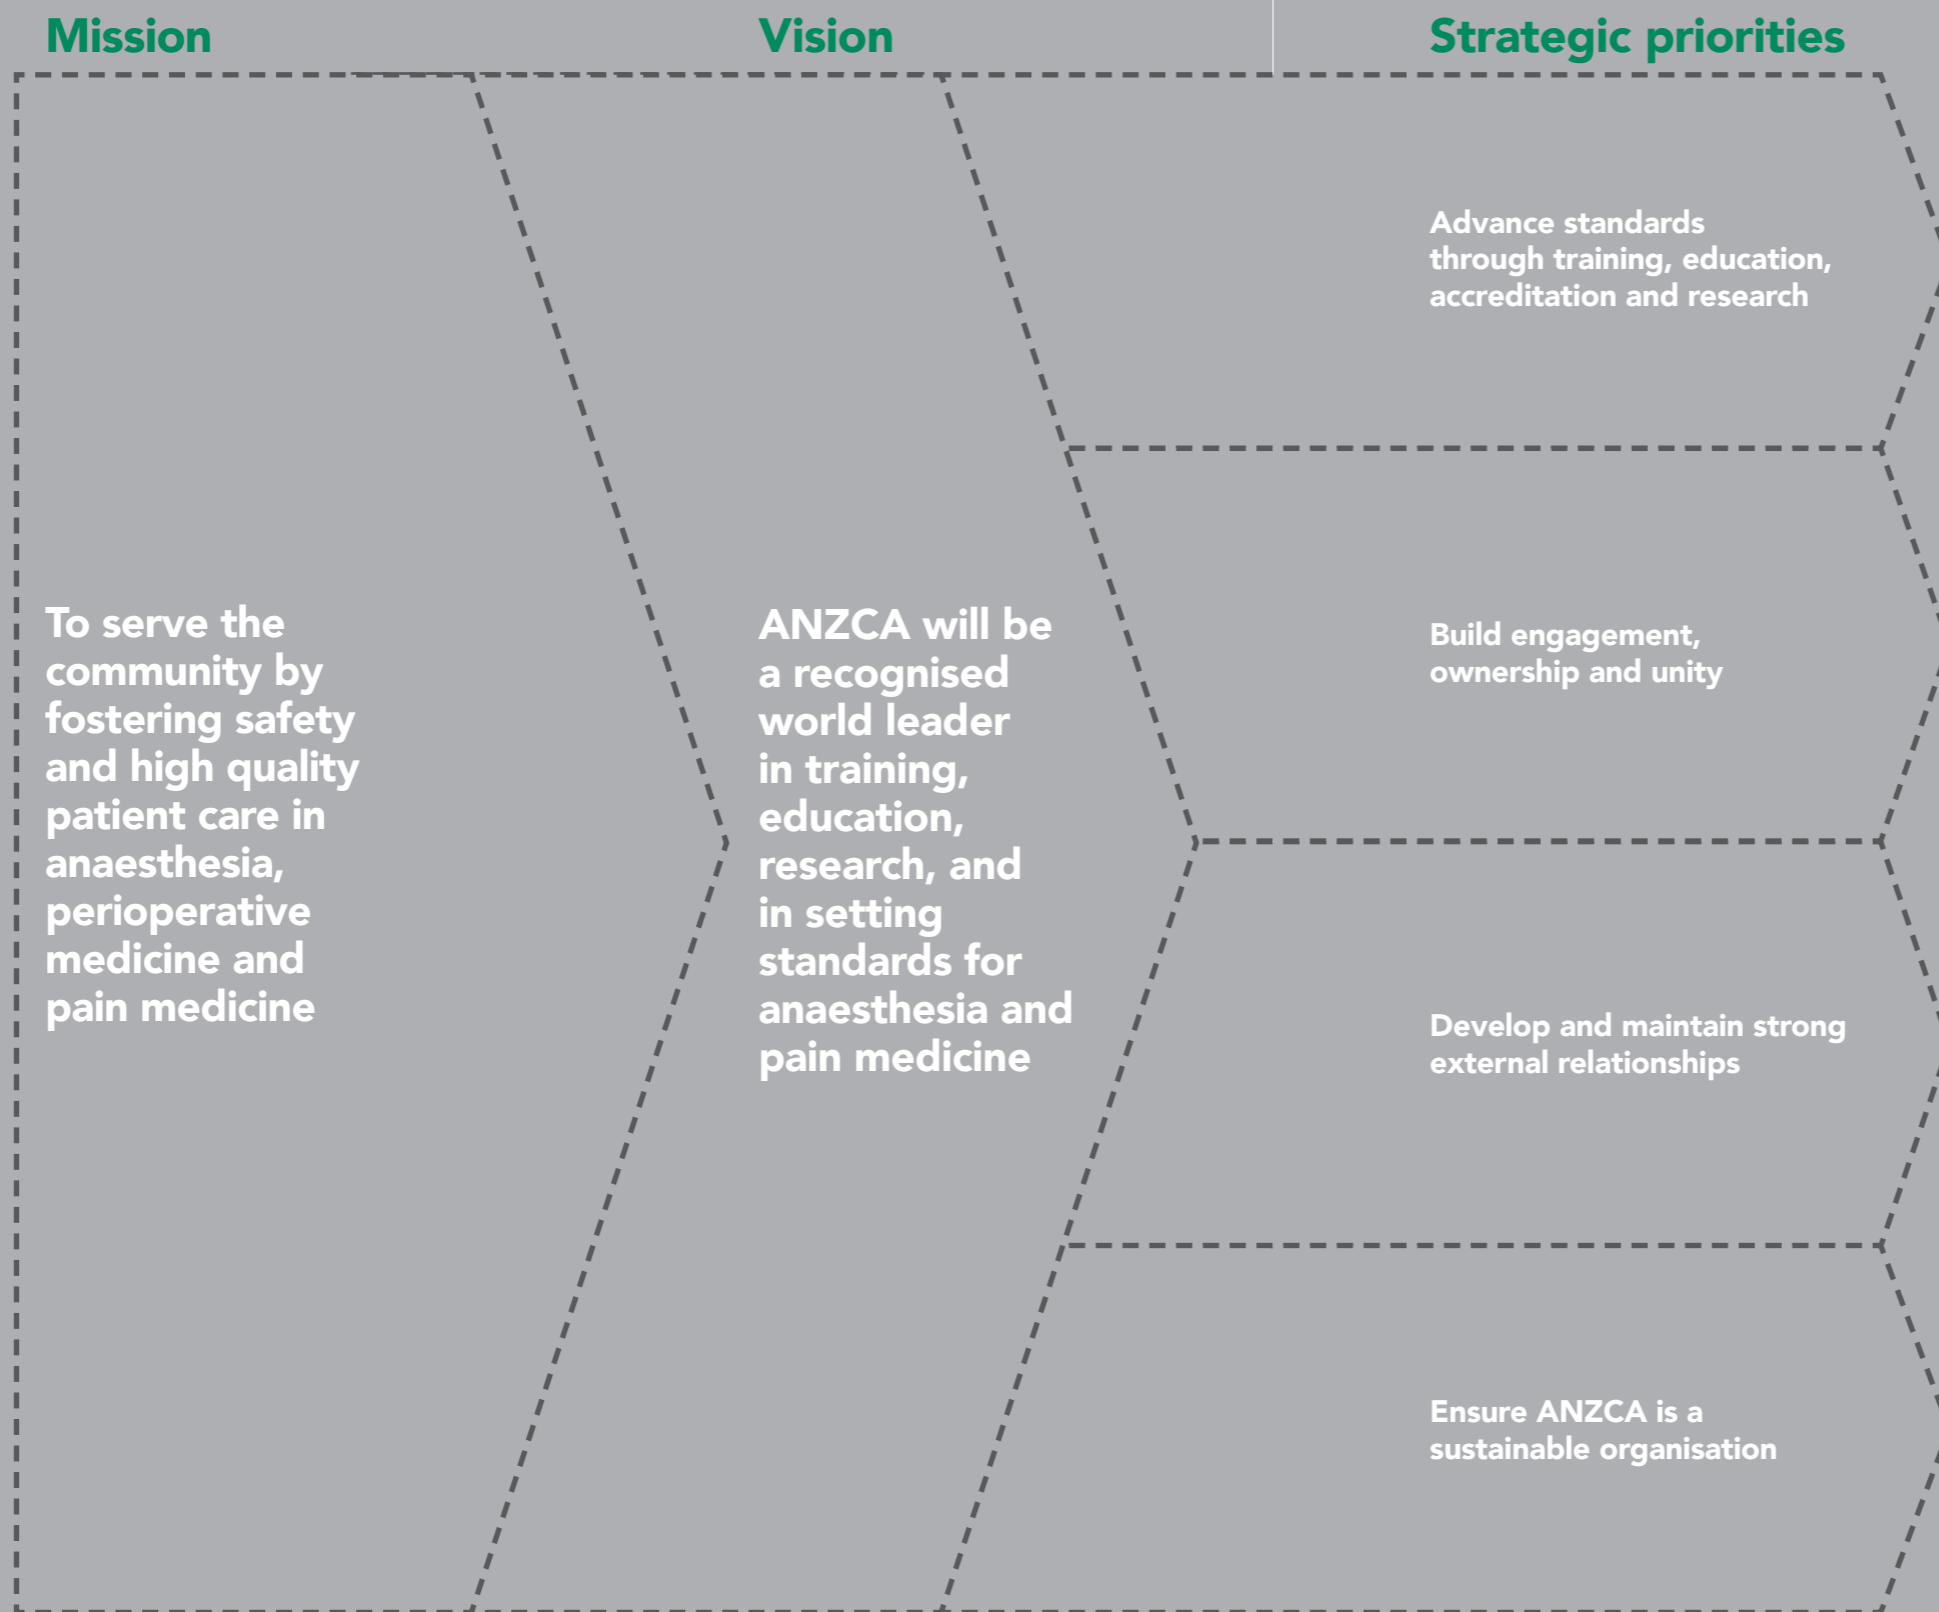 Mission
To serve the
community by
fostering safety
and high quality
patient care in
anaesthesia,
perioperative
medicine and
pain medicine
Vision
ANZCA will be
a recognised
world leader
in training,
education,
research, and
in setting
standards for
anaesthesia and
pain medicine
Strategic priorities
Advance standards
through training, education,
accreditation and research
Build engagement,
ownership and unity
Develop and maintain strong
external relationships
Ensure ANZCA is a
sustainable organisation